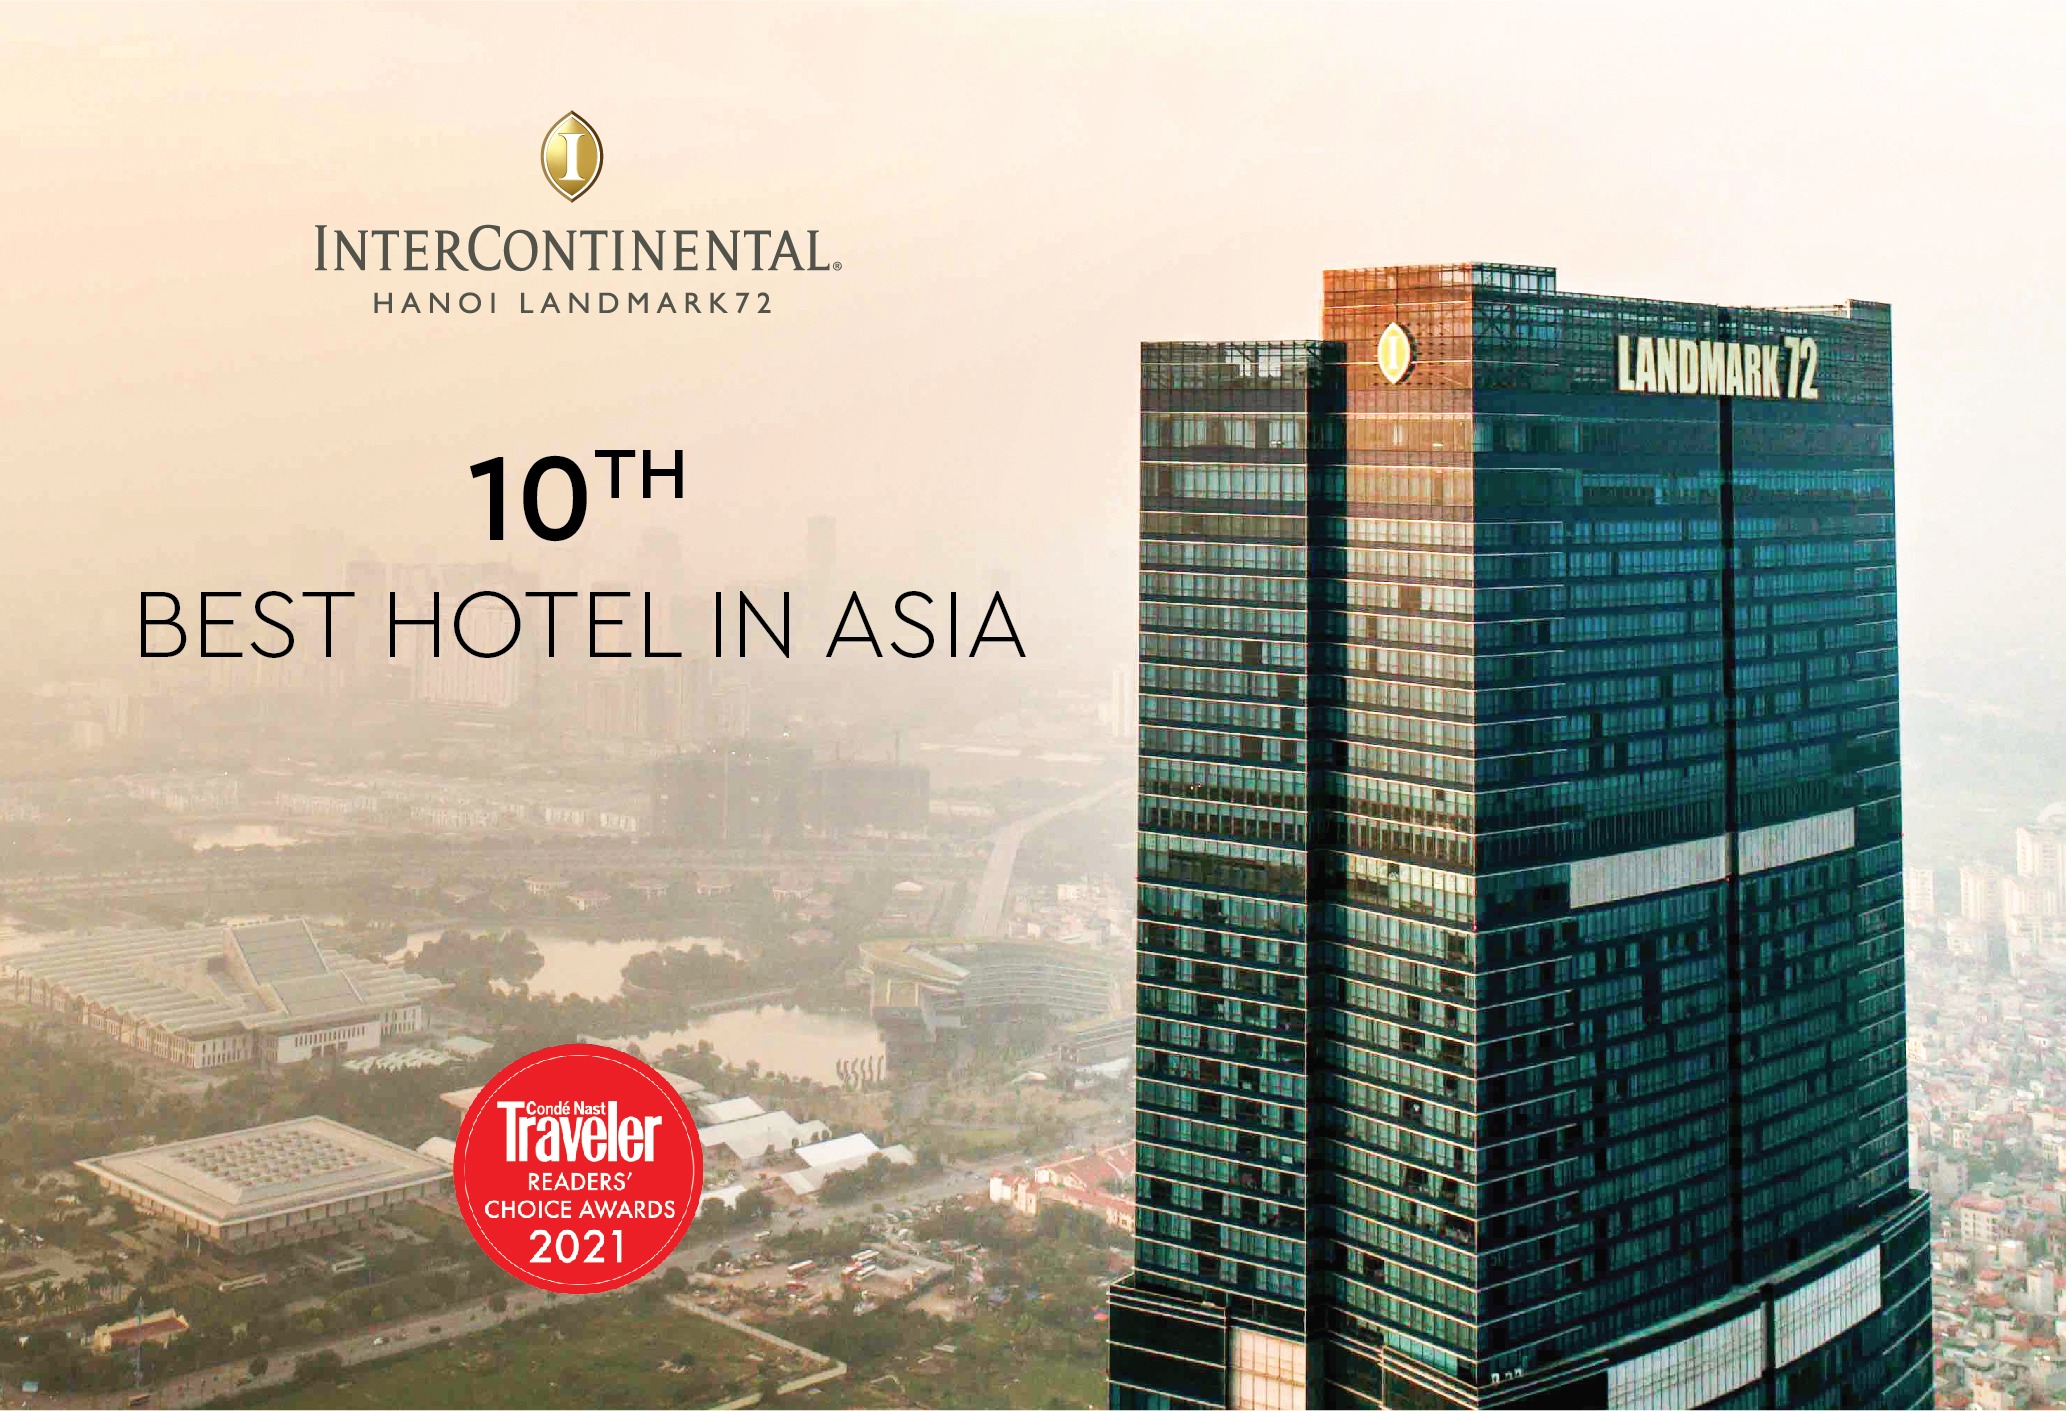 I
INTERCONTINENTAL®
HANOI LANDMARK72
10TH
BEST HOTEL IN ASIA
I
LANDMARK 72
Condé Nast
Traveler
READERS'
CHOICE AWARDS
2021